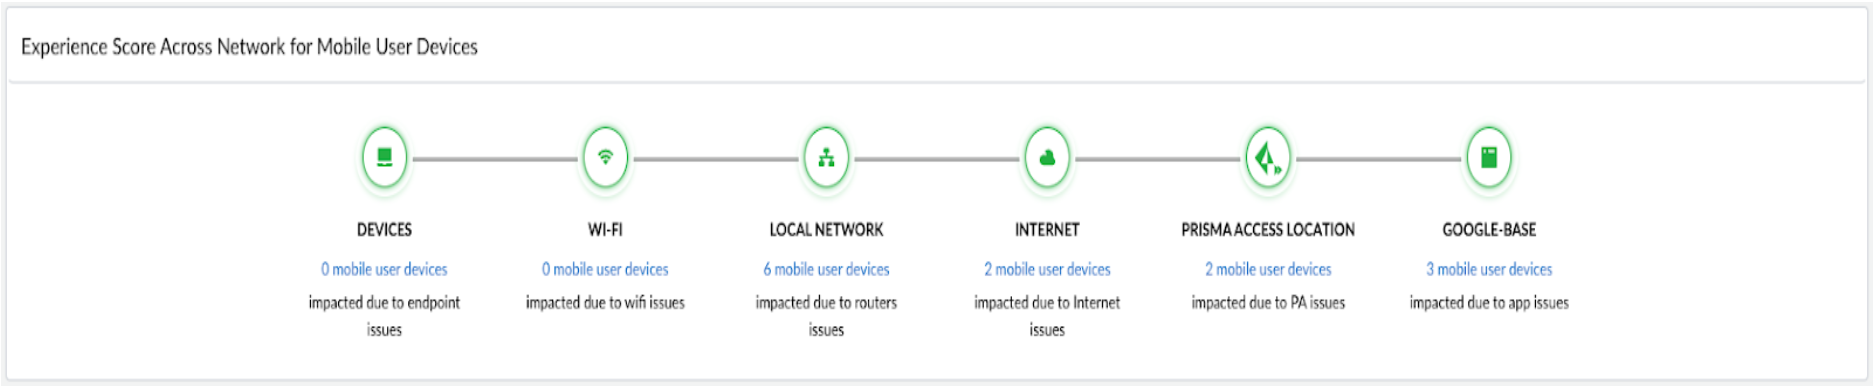 Experience Score Across Network for Mobile User Devices
DEVICES
0 mobile user devices
impacted due to endpoint
issues
WI-FI
0 mobile user devices
impacted due to wifi issues
LOCAL NETWORK
6 mobile user devices
impacted due to routers
issues
INTERNET
2 mobile user devices
impacted due to Internet
issues
PRISMA ACCESS LOCATION
2 mobile user devices
impacted due to PA issues
GOOGLE-BASE
3 mobile user devices
impacted due to app issues